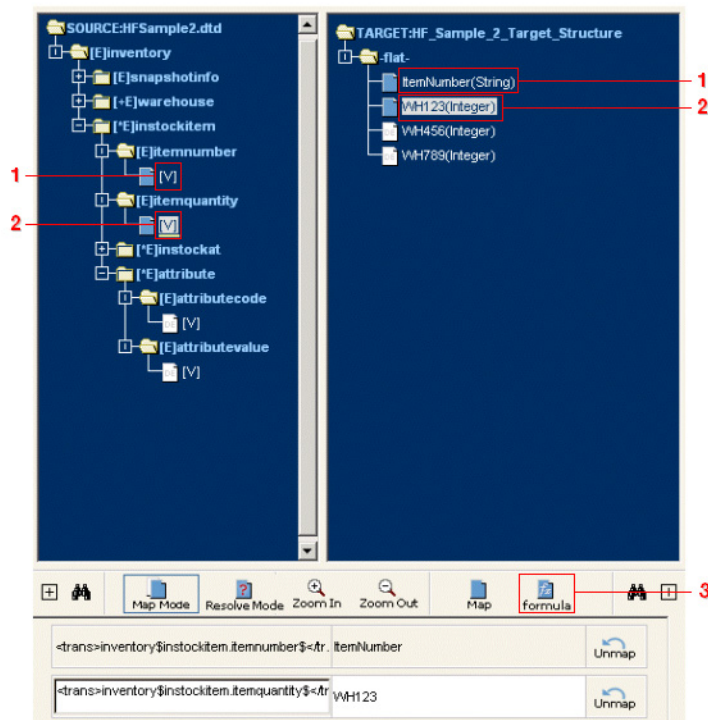 SOURCE:HFSample2.dtd
[E]inventory
[E]snapshotinfo
[+E]warehouse
[*E]instockitem
[E]itemnumber
1 [V]
[E]itemquantity
2 [V]
[*E]instockat
[*E]attribute
[E]attributecode
[V]
[E]attributevalue
[V]
TARGET:HF_Sample_2_Target_Structure
-flat-
ItemNumber(String) 1
WH123(Integer) 2
WH456(Integer)
WH789(Integer)
Map Mode Resolve Mode Zoom In Zoom Out Map formula 3
<trans>inventory$instockitem.itemnumber$</tr. ItemNumber Unmap
<trans>inventory$instockitem.itemquantity$</tr WH123 Unmap